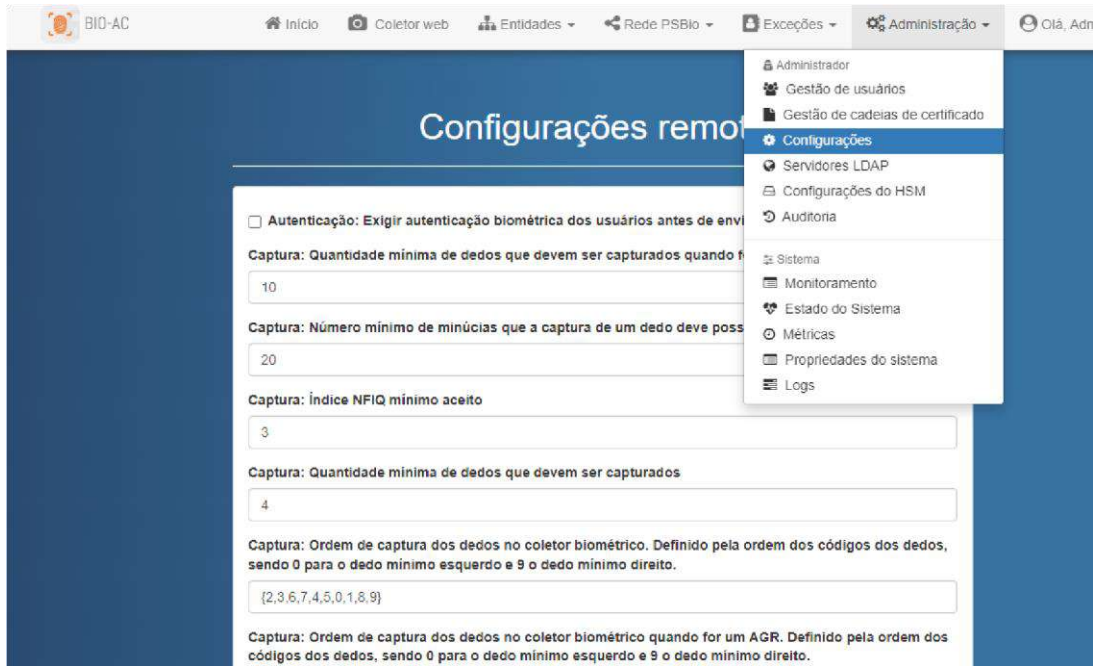 BIO-AC
Início
Coletor web
Entidades
Rede PSBio
Exceções
Administração
Olá, Adm
Administrador
Gestão de usuários
Gestão de cadeias de certificado
Configurações
Servidores LDAP
Configurações do HSM
Auditoria
Sistema
Monitoramento
Estado do Sistema
Métricas
Propriedades do sistema
Logs
Configurações remot
Autenticação: Exigir autenticação biométrica dos usuários antes de envi
Captura: Quantidade mínima de dedos que devem ser capturados quando f
10
Captura: Número mínimo de minúcias que a captura de um dedo deve poss
20
Captura: Índice NFIQ mínimo aceito
3
Captura: Quantidade mínima de dedos que devem ser capturados
4
Captura: Ordem de captura dos dedos no coletor biométrico. Definido pela ordem dos códigos dos dedos,
sendo 0 para o dedo mínimo esquerdo e 9 o dedo mínimo direito.
{2,3,6,7,4,5,0,1,8,9}
Captura: Ordem de captura dos dedos no coletor biométrico quando for um AGR. Definido pela ordem dos
códigos dos dedos, sendo 0 para o dedo mínimo esquerdo e 9 o dedo mínimo direito.